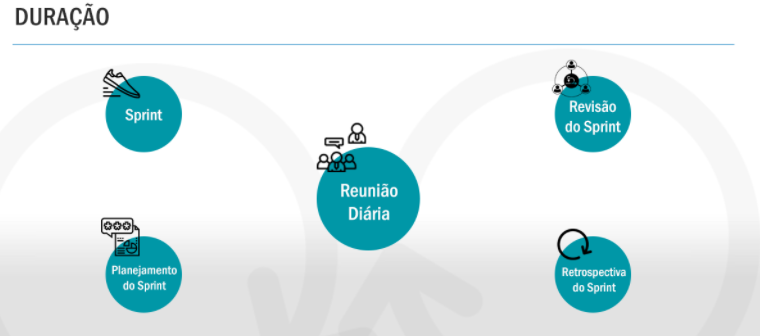 DURAÇÃO
Sprint
Revisão
do Sprint
Reunião
Diária
Planejamento
do Sprint
Retrospectiva
do Sprint